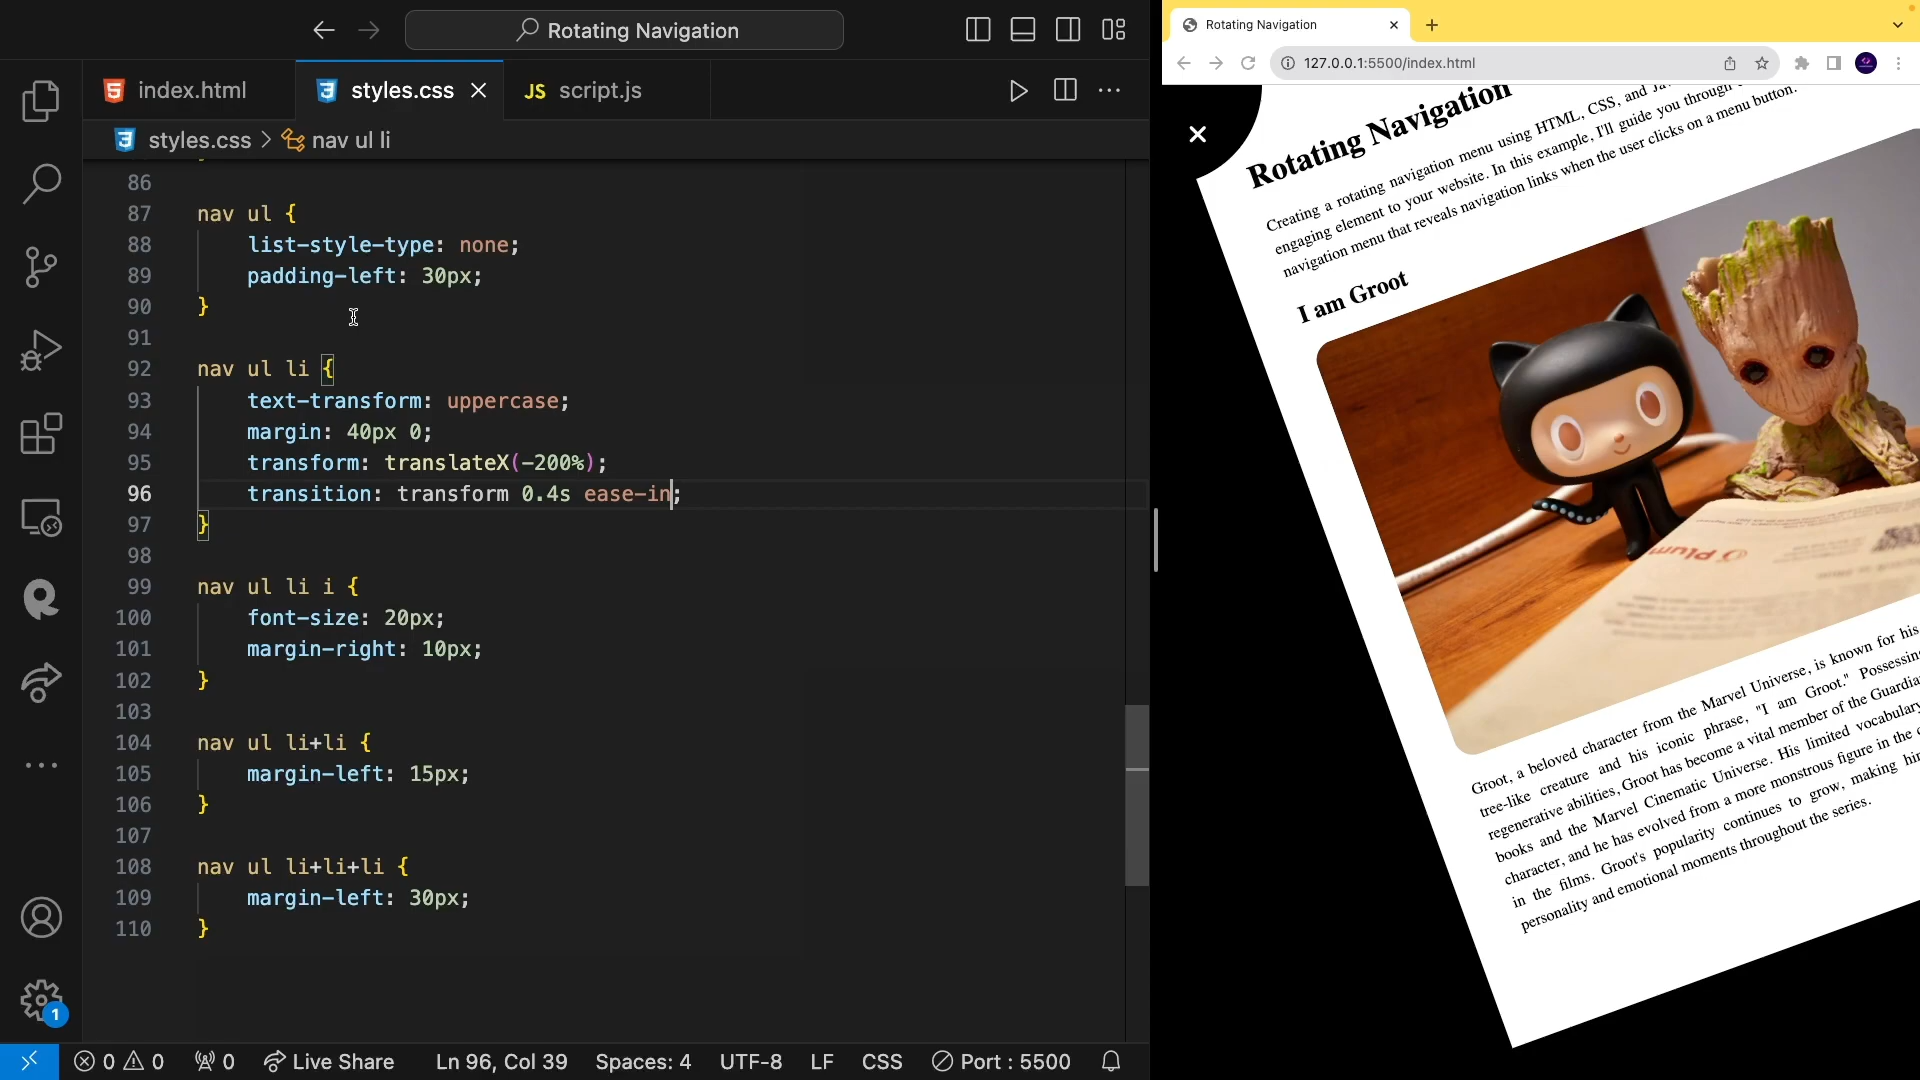 Rotating Navigation
index.html
styles.css
JS script.js
styles.css > nav ul li
86
87 nav ul {
88 list-style-type: none;
89 padding-left: 30px;
90 }
91
92 nav ul li {
93 text-transform: uppercase;
94 margin: 40px 0;
95 transform: translateX(-200%);
96 transition: transform 0.4s ease-in;
97 }
98
99 nav ul li i {
100 font-size: 20px;
101 margin-right: 10px;
102 }
103
104 nav ul li+li {
105 margin-left: 15px;
106 }
107
108 nav ul li+li+li {
109 margin-left: 30px;
110 }
1
0 0
0
Live Share
Ln 96, Col 39
Spaces: 4
UTF-8
LF
CSS
Port : 5500
Rotating Navigation
127.0.0.1:5500/index.html
Rotating Navigation
Creating a rotating navigation menu using HTML, CSS, and
engaging element to your website. In this example, I'll guide you through
navigation menu that reveals navigation links when the user clicks on a menu button.
I am Groot
Plum
Groot, a beloved character from the Marvel Universe, is known for his
tree-like creature and his iconic phrase, "I am Groot."
regenerative abilities, Groot has become a vital member of the
books and the Marvel Cinematic Universe. His limited vocabulary
character, and he has evolved from a more monstrous figure in the
in the films. Groot's popularity continues to grow, making
personality and emotional moments throughout the series.